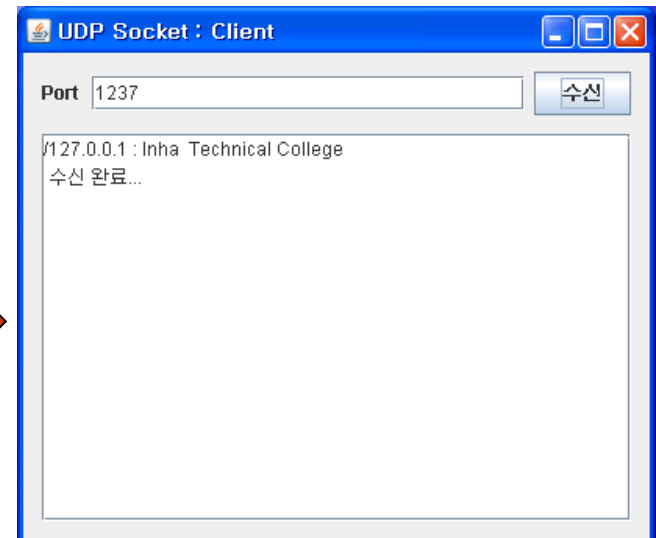 UDP Socket : Client
Port 1237 수신
/127.0.0.1 : Inha Technical College
수신 완료...